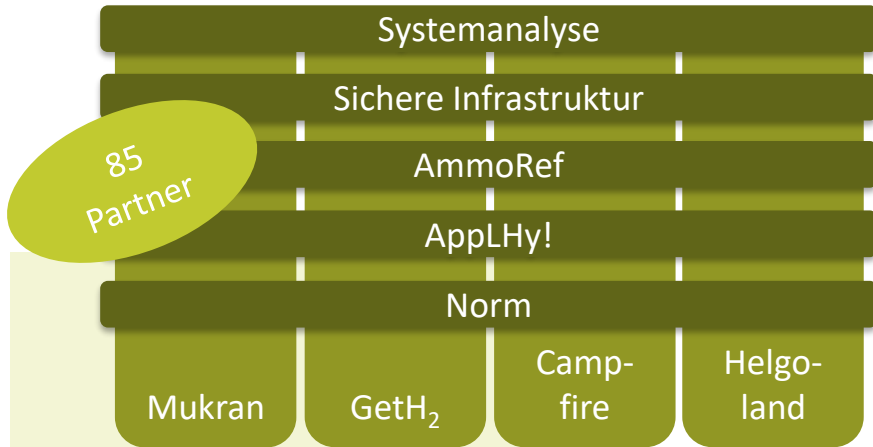 Systemanalyse
Sichere Infrastruktur
85
Partner
AmmoRef
AppLHy!
Norm
Mukran
GetH₂
Camp-
fire
Helgo-
land